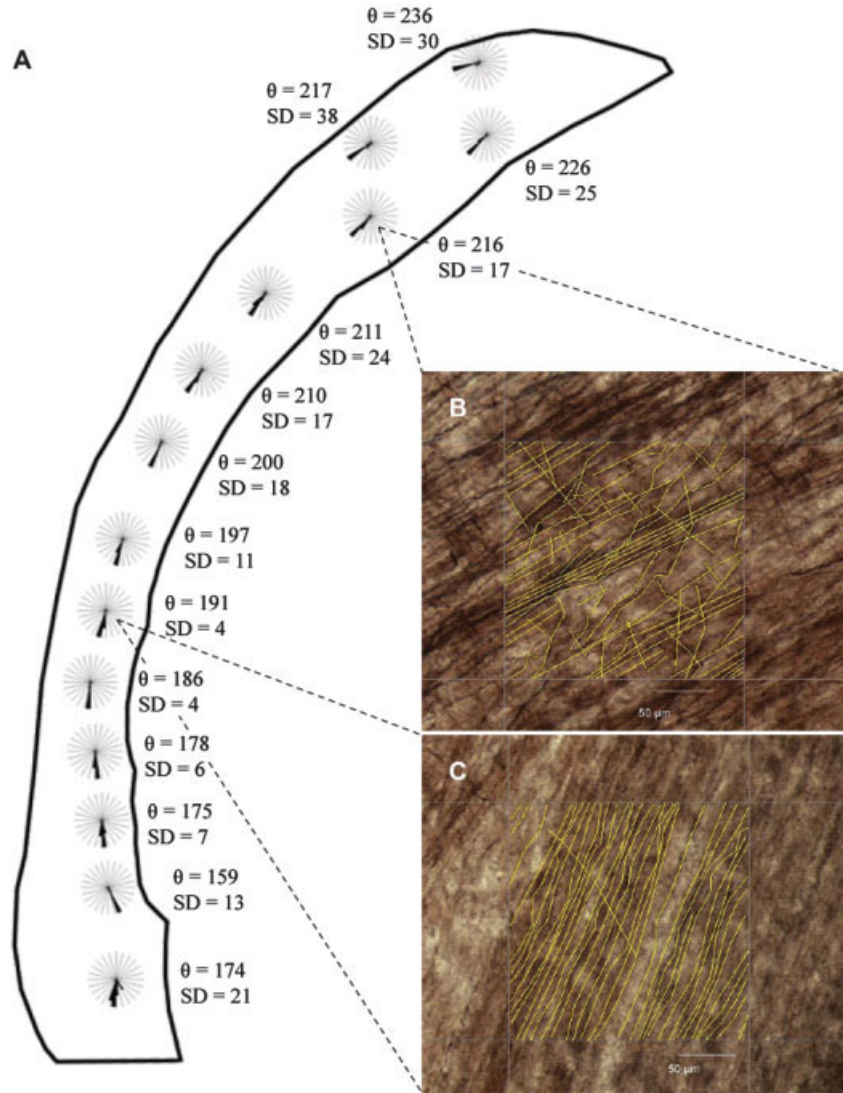 A
θ = 236
SD = 30
θ = 217
SD = 38
θ = 226
SD = 25
θ = 216
SD = 17
θ = 211
SD = 24
θ = 210
SD = 17
θ = 200
SD = 18
θ = 197
SD = 11
θ = 191
SD = 4
θ = 186
SD = 4
θ = 178
SD = 6
θ = 175
SD = 7
θ = 159
SD = 13
θ = 174
SD = 21
B
50 µm
C
50 µm